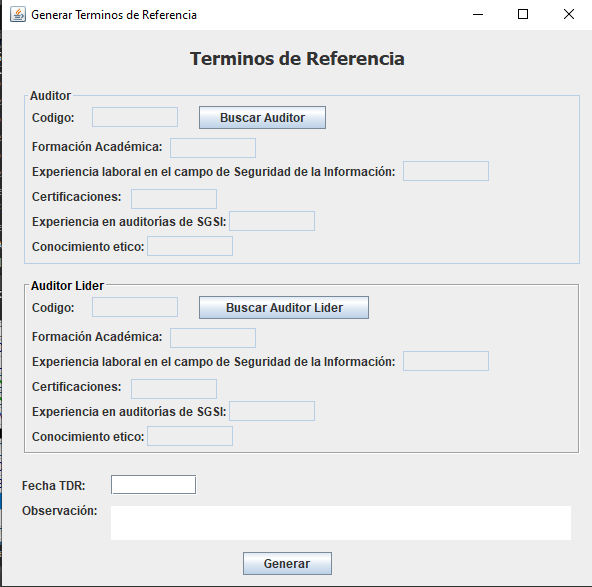 Generar Terminos de Referencia
Terminos de Referencia
Auditor
Codigo: Buscar Auditor
Formación Académica:
Experiencia laboral en el campo de Seguridad de la Información:
Certificaciones:
Experiencia en auditorías de SGSI:
Conocimiento etico:
Auditor Lider
Codigo: Buscar Auditor Lider
Formación Académica:
Experiencia laboral en el campo de Seguridad de la Información:
Certificaciones:
Experiencia en auditorías de SGSI:
Conocimiento etico:
Fecha TDR:
Observación:
Generar